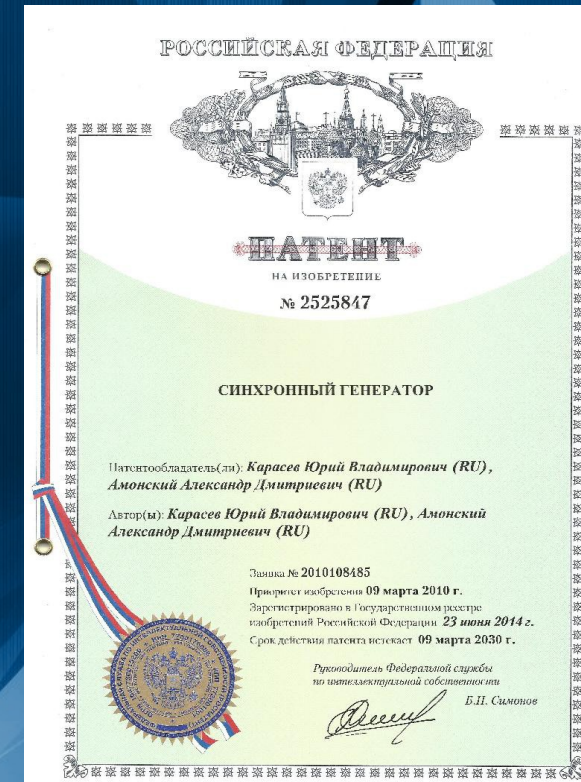 РОССИЙСКАЯ ФЕДЕРАЦИЯ
ПАТЕНТ
НА ИЗОБРЕТЕНИЕ
№ 2525847
СИНХРОННЫЙ ГЕНЕРАТОР
Патентообладатель(ли): Карасев Юрий Владимирович (RU),
Амонский Александр Дмитриевич (RU)
Автор(ы): Карасев Юрий Владимирович (RU), Амонский
Александр Дмитриевич (RU)
Заявка № 2010108485
Приоритет изобретения 09 марта 2010 г.
Зарегистрировано в Государственном реестре
изобретений Российской Федерации 23 июня 2014 г.
Срок действия патента истекает 09 марта 2030 г.
Руководитель Федеральной службы
по интеллектуальной собственности
Б.П. Симонов